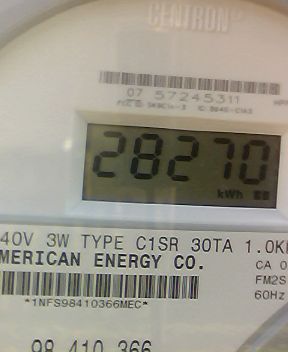 CENTRON®
07 57245311
28270
kWh
40V 3W TYPE C1SR 30TA 1.0K
MERICAN ENERGY CO.
CA 0
FM2S
60Hz
*1NFS98410366MEC*
98 410 366